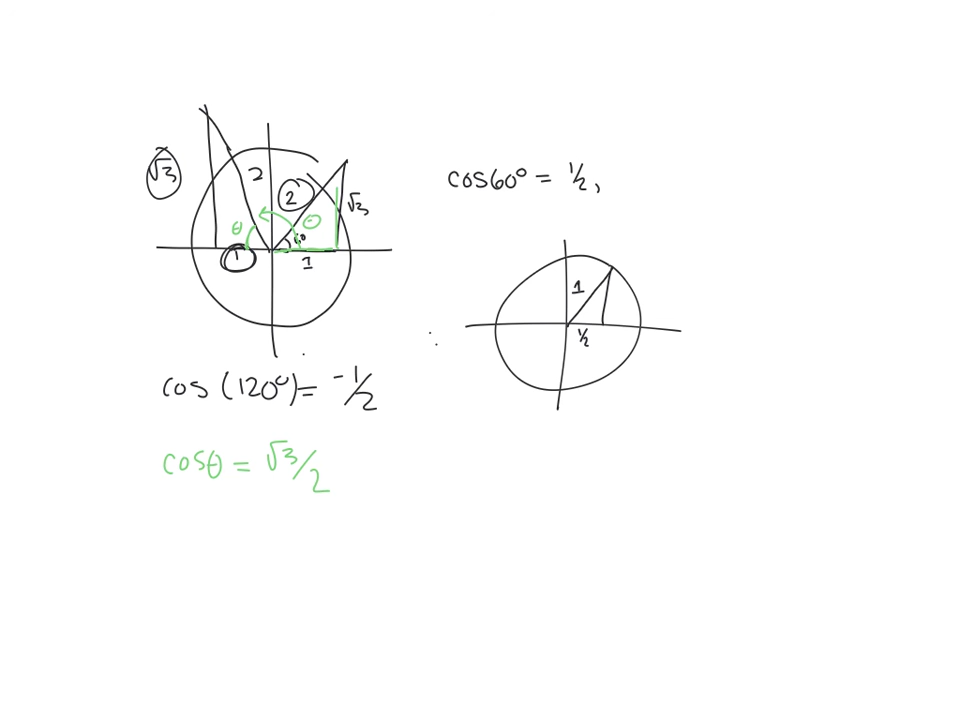 √3
2
2
θ
θ
60°
√3
1
1
cos60° = 1/2,
1
1/2
cos (120°) = -1/2
cosθ = √3/2